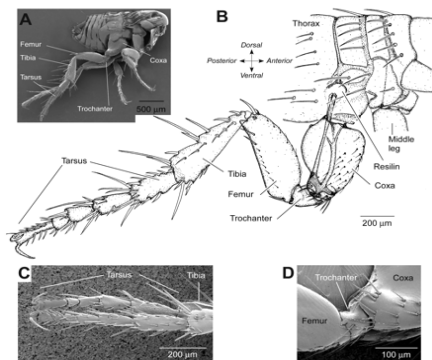 A
Femur
Tibia
Tarsus
Coxa
Trochanter
500 μm
B
Thorax
Dorsal
Posterior
Anterior
Ventral
Middle
leg
Resilin
Coxa
Tarsus
Tibia
Femur
Trochanter
200 μm
C
Tarsus
Tibia
200 μm
D
Trochanter
Coxa
Femur
100 μm